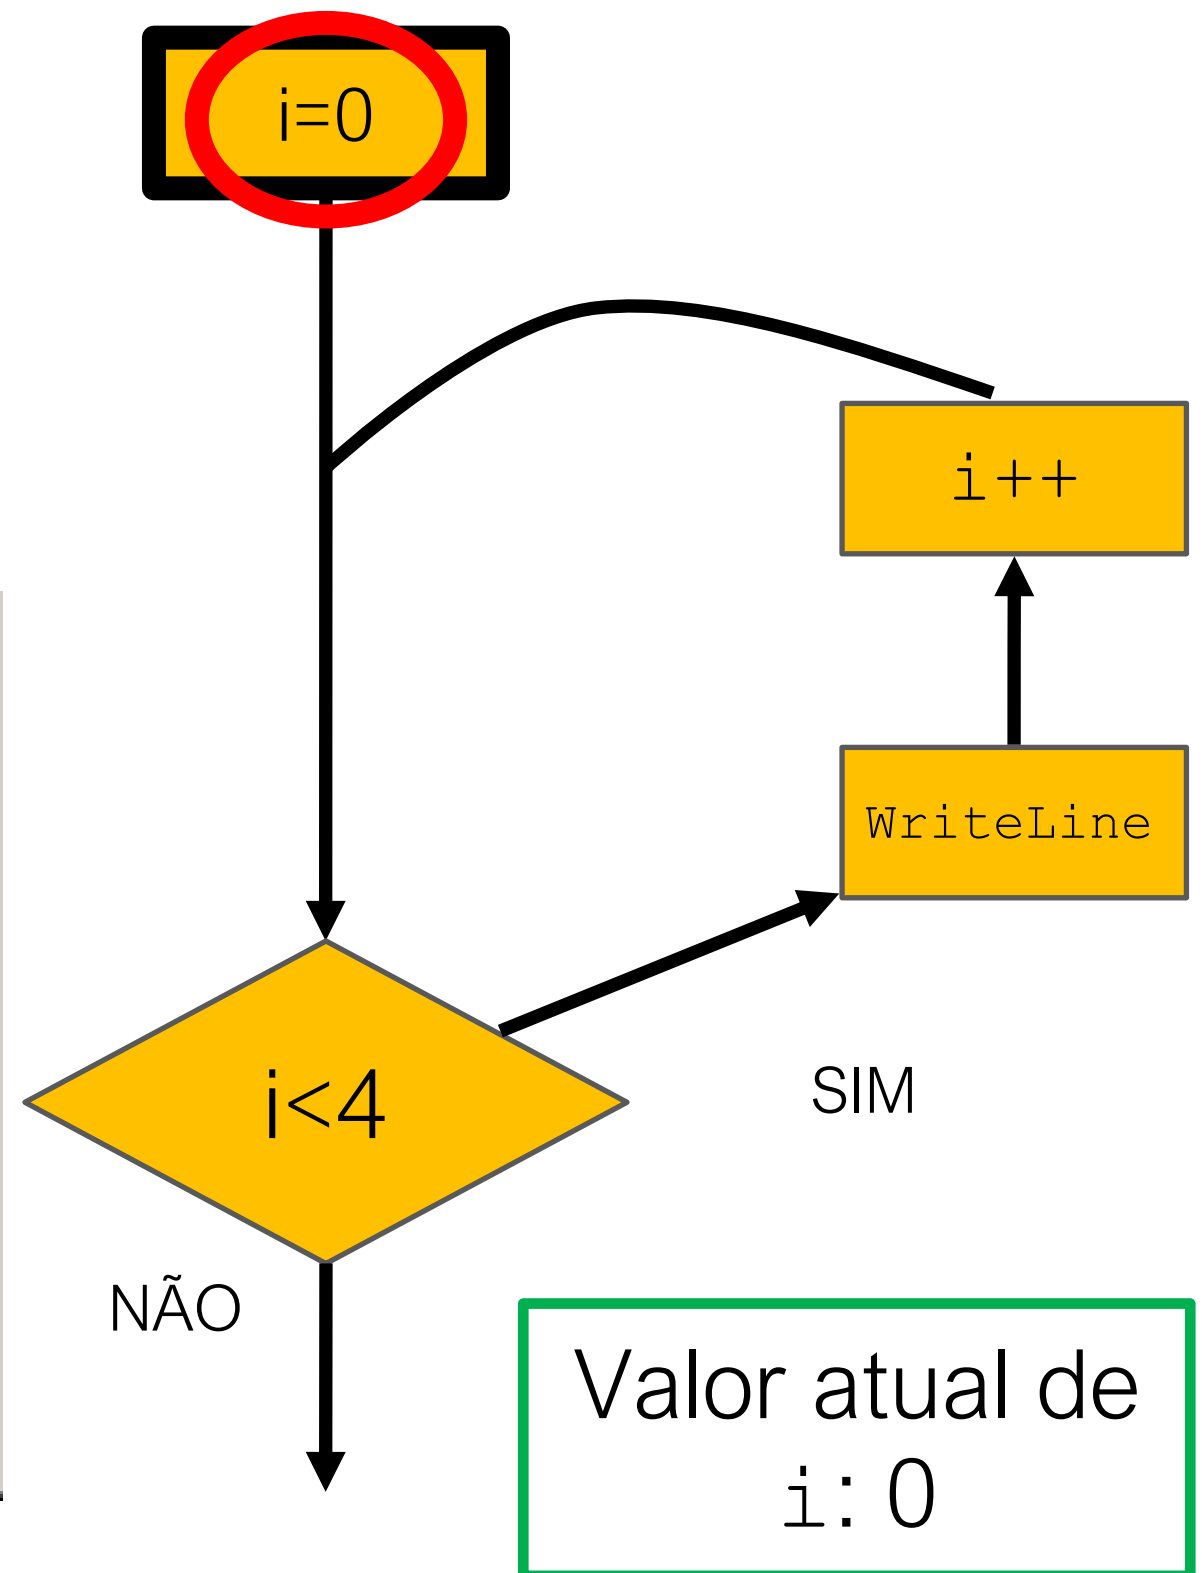 i=0
i++
WriteLine
i<4
SIM
NÃO
Valor atual de
i: 0